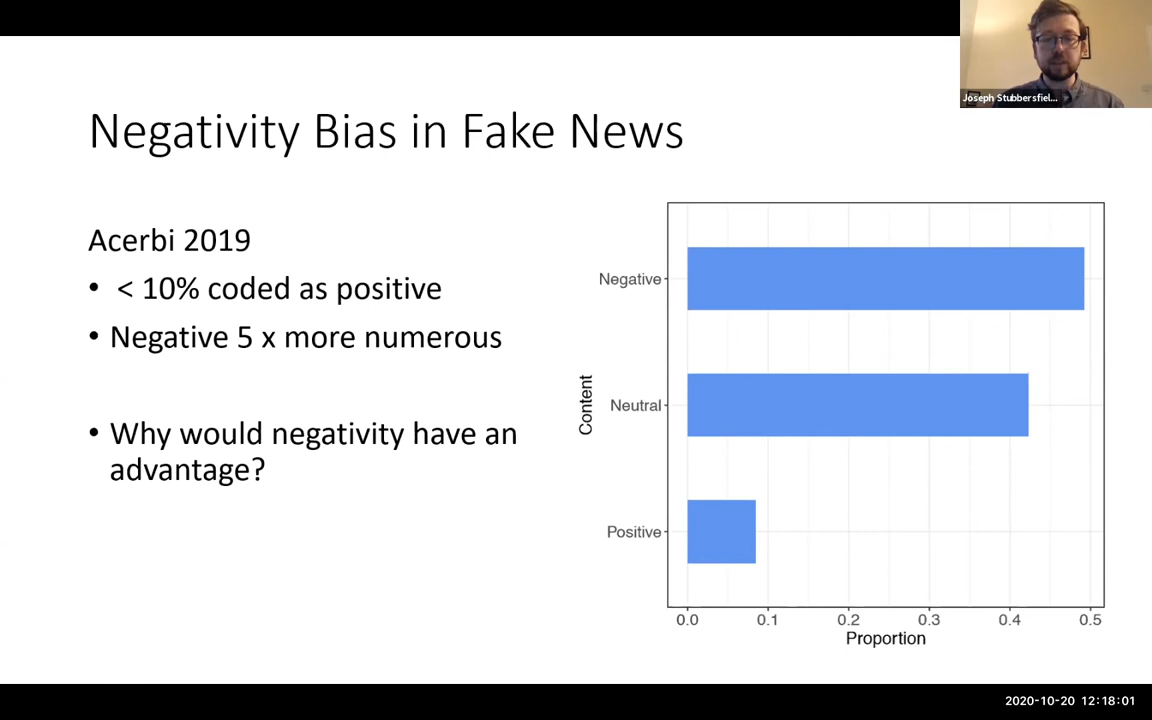 Joseph Stubbersfiel...
Negativity Bias in Fake News
Acerbi 2019
• < 10% coded as positive
• Negative 5 x more numerous
• Why would negativity have an
advantage?
Content
Negative
Neutral
Positive
0.0 0.1 0.2 0.3 0.4 0.5
Proportion
2020-10-20 12:18:01